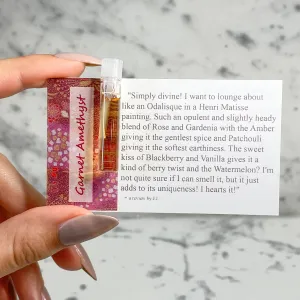 Garnet Amethyst
"Simply divine! I want to lounge about
like an Odalisque in a Henri Matisse
painting. Such an opulent and slightly heady
blend of Rose and Gardenia with the Amber
giving it the gentlest spice and Patchouli
giving it the softest earthiness. The sweet
kiss of Blackberry and Vanilla gives it a
kind of berry twist and the Watermelon? I'm
not quite sure if I can smell it, but it just
adds to its uniqueness! I hearts it!"